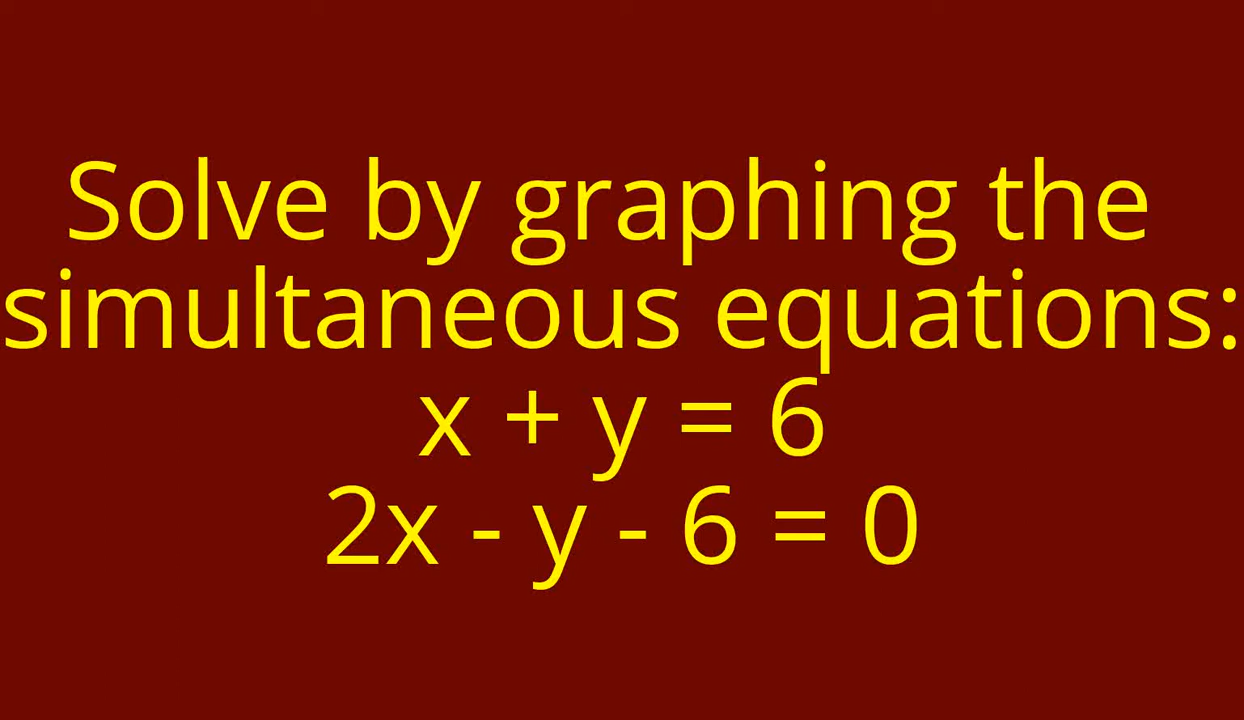 Solve by graphing the
simultaneous equations:
x + y = 6
2x - y - 6 = 0